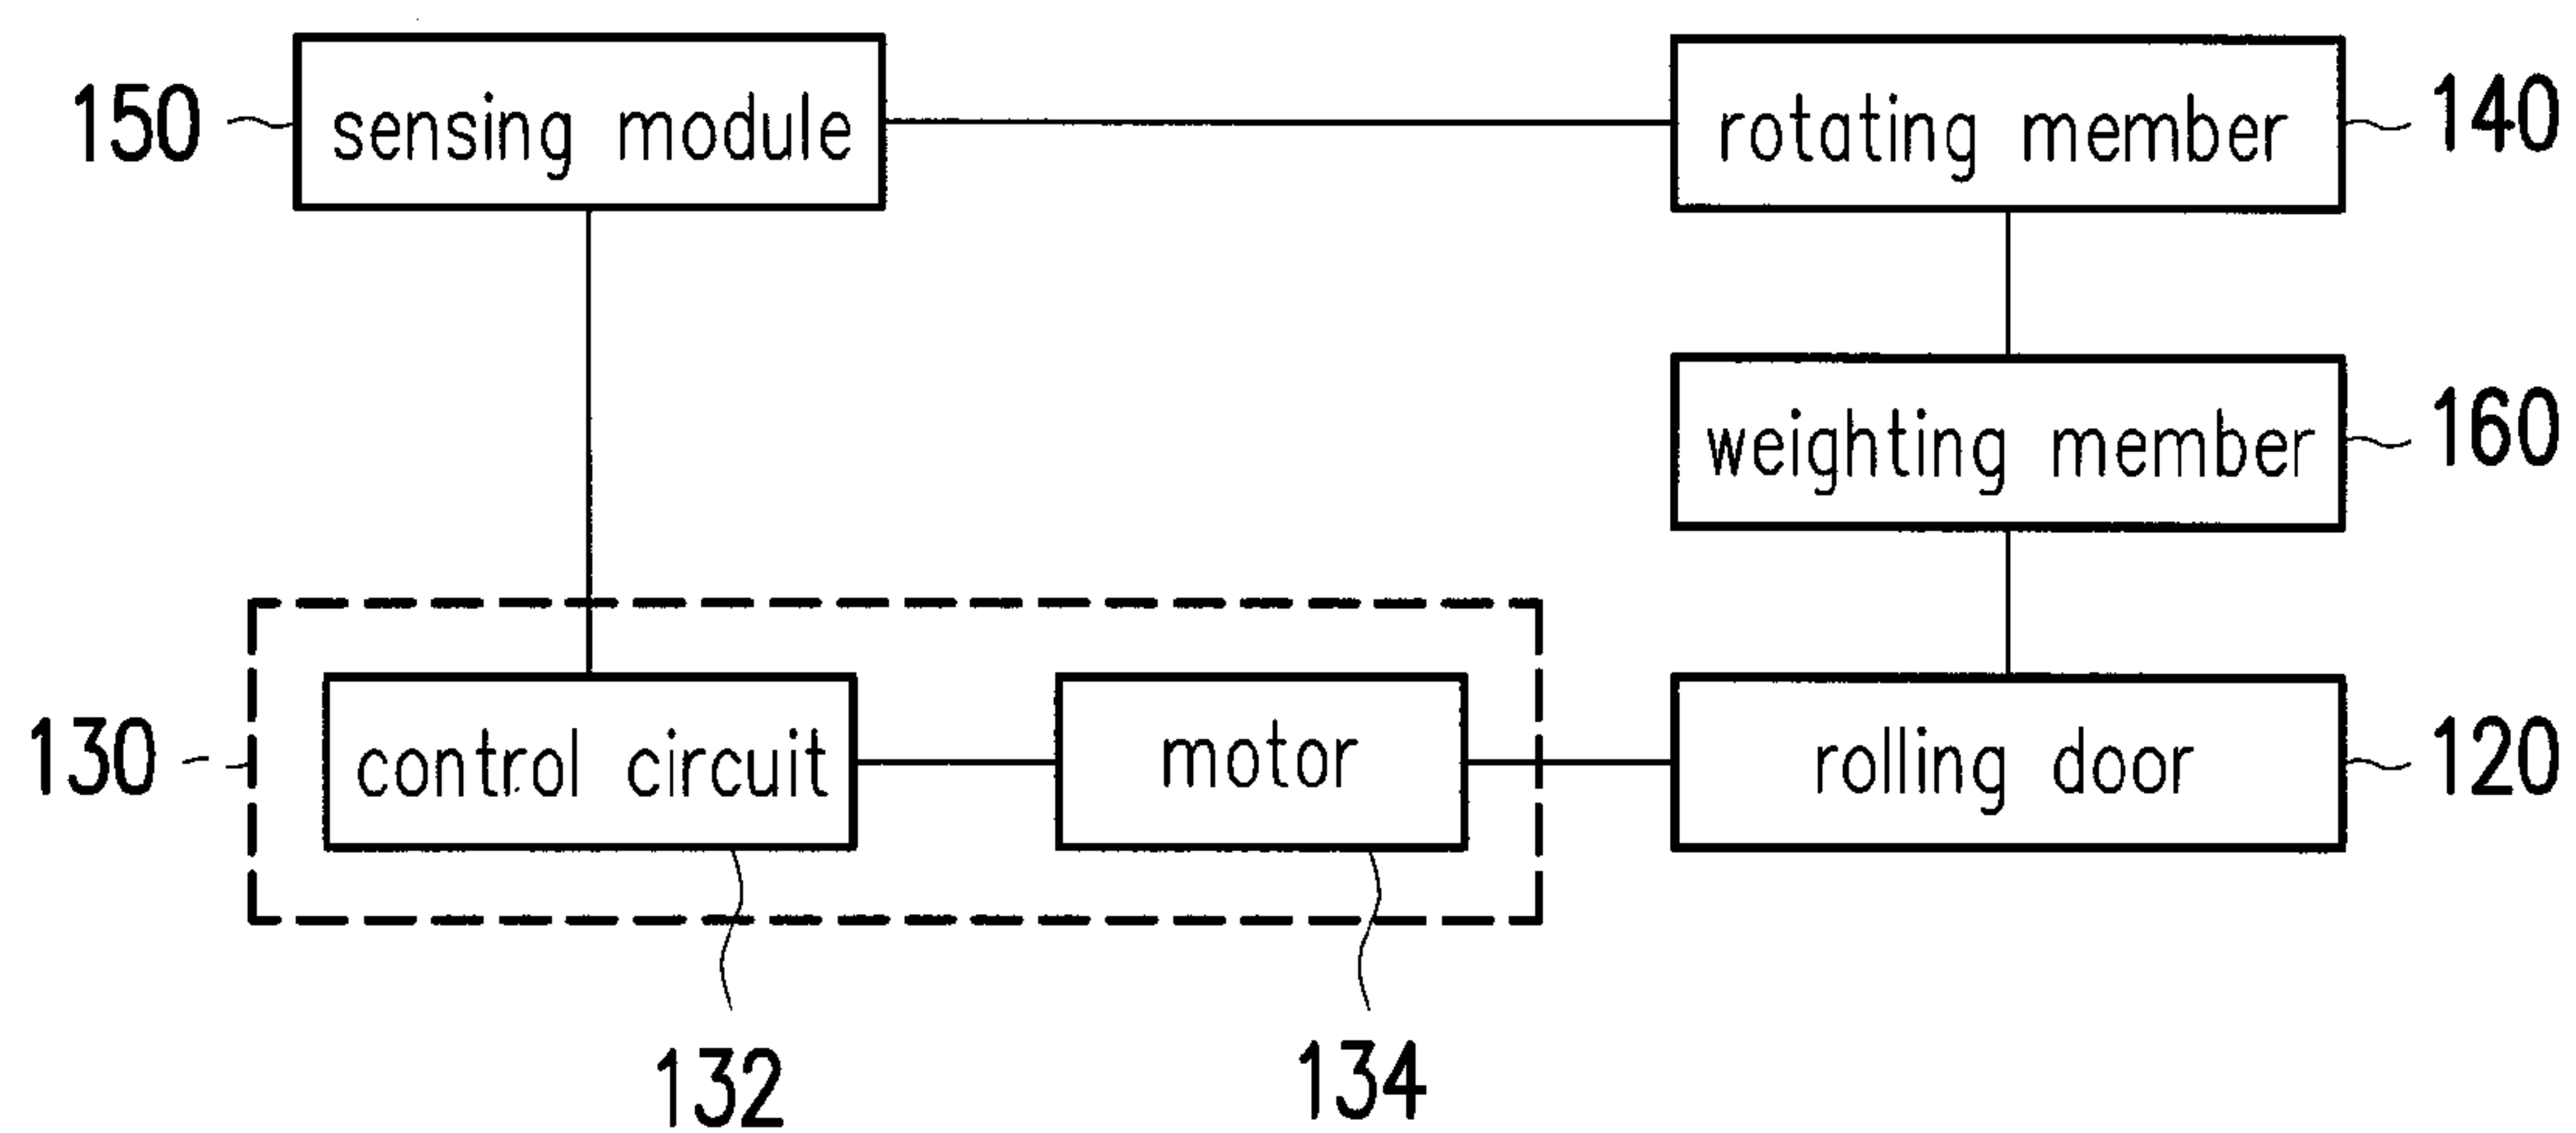 150 sensing module rotating member 140
weighting member 160
130 control circuit motor rolling door 120
132 134